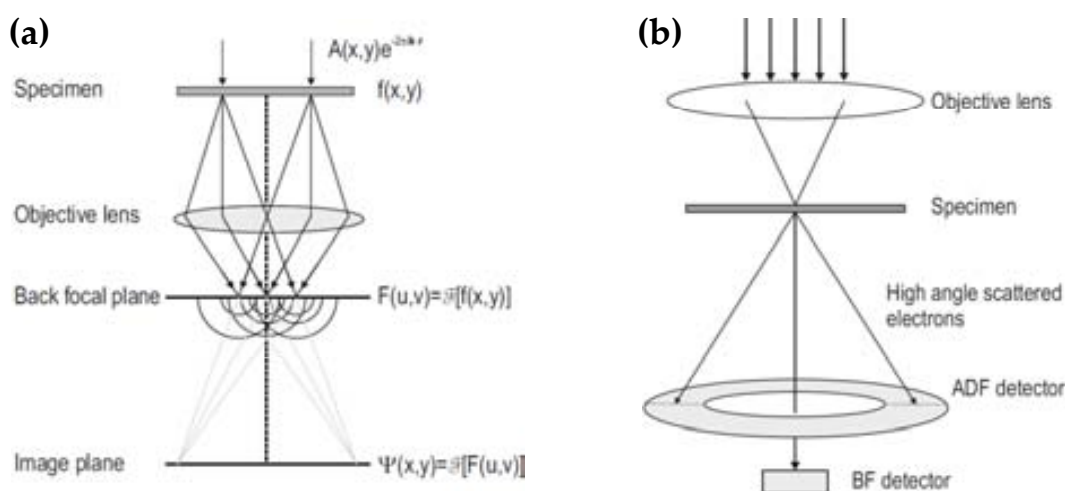 (a)
A(x,y)e^-2πik·r
Specimen
f(x,y)
Objective lens
Back focal plane
F(u,v)=ℱ[f(x,y)]
Image plane
Ψ(x,y)=ℱ[F(u,v)]
(b)
Objective lens
Specimen
High angle scattered
electrons
ADF detector
BF detector